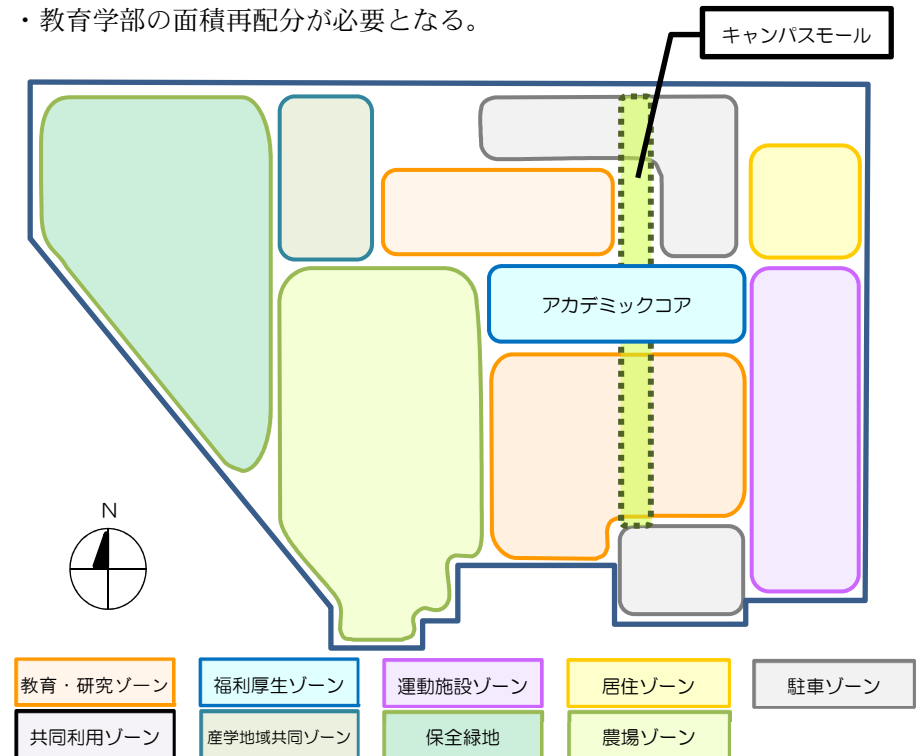 ・教育学部の面積再配分が必要となる。
キャンパスモール
アカデミックコア
N
教育・研究ゾーン
福利厚生ゾーン
運動施設ゾーン
居住ゾーン
駐車ゾーン
共同利用ゾーン
産学地域共同ゾーン
保全緑地
農場ゾーン